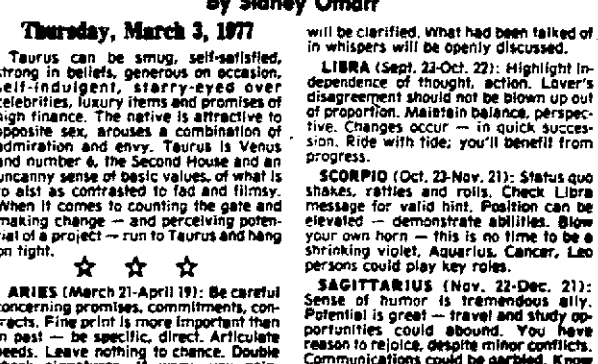 By Sidney Omarr
Thursday, March 3, 1977
Taurus can be smug, self-satisfied,
strong in beliefs, generous on occasion,
self-indulgent, starry-eyed over
celebrities, luxury items and promises of
high finance. The native is attractive to
opposite sex, arouses a combination of
admiration and envy. Taurus is Venus
and number 6, the Second House and an
uncanny sense of basic values, of what is
to aist as contrasted to fad and filmsy.
When it comes to counting the gate and
making change — and perceiving poten-
tial of a project — run to Taurus and hang
on tight.
☆ ☆ ☆
ARIES (March 21-April 19): Be careful
concerning promises, commitments, con-
tracts. Fine print is more important than
in past — be specific, direct. Articulate
needs. Leave nothing to chance. Double
will be clarified. What had been talked of
in whispers will be openly discussed.
LIBRA (Sept. 23-Oct. 22): Highlight in-
dependence of thought, action. Lover's
disagreement should not be blown up out
of proportion. Maintain balance, perspec-
tive. Changes occur — in quick succes-
sion. Ride with tide; you'll benefit from
progress.
SCORPIO (Oct. 23-Nov. 21): Status quo
shakes, rattles and rolls. Check Libra
message for valid hint. Position can be
elevated — demonstrate abilities. Blow
your own horn — this is no time to be a
shrinking violet, Aquarius, Cancer, Leo
persons could play key roles.
SAGITTARIUS (Nov. 22-Dec. 21):
Sense of humor is tremendous ally.
Potential is great — travel and study op-
portunities could abound. You have
reason to rejoice, despite minor conflicts.
Communications could be garbled. Know